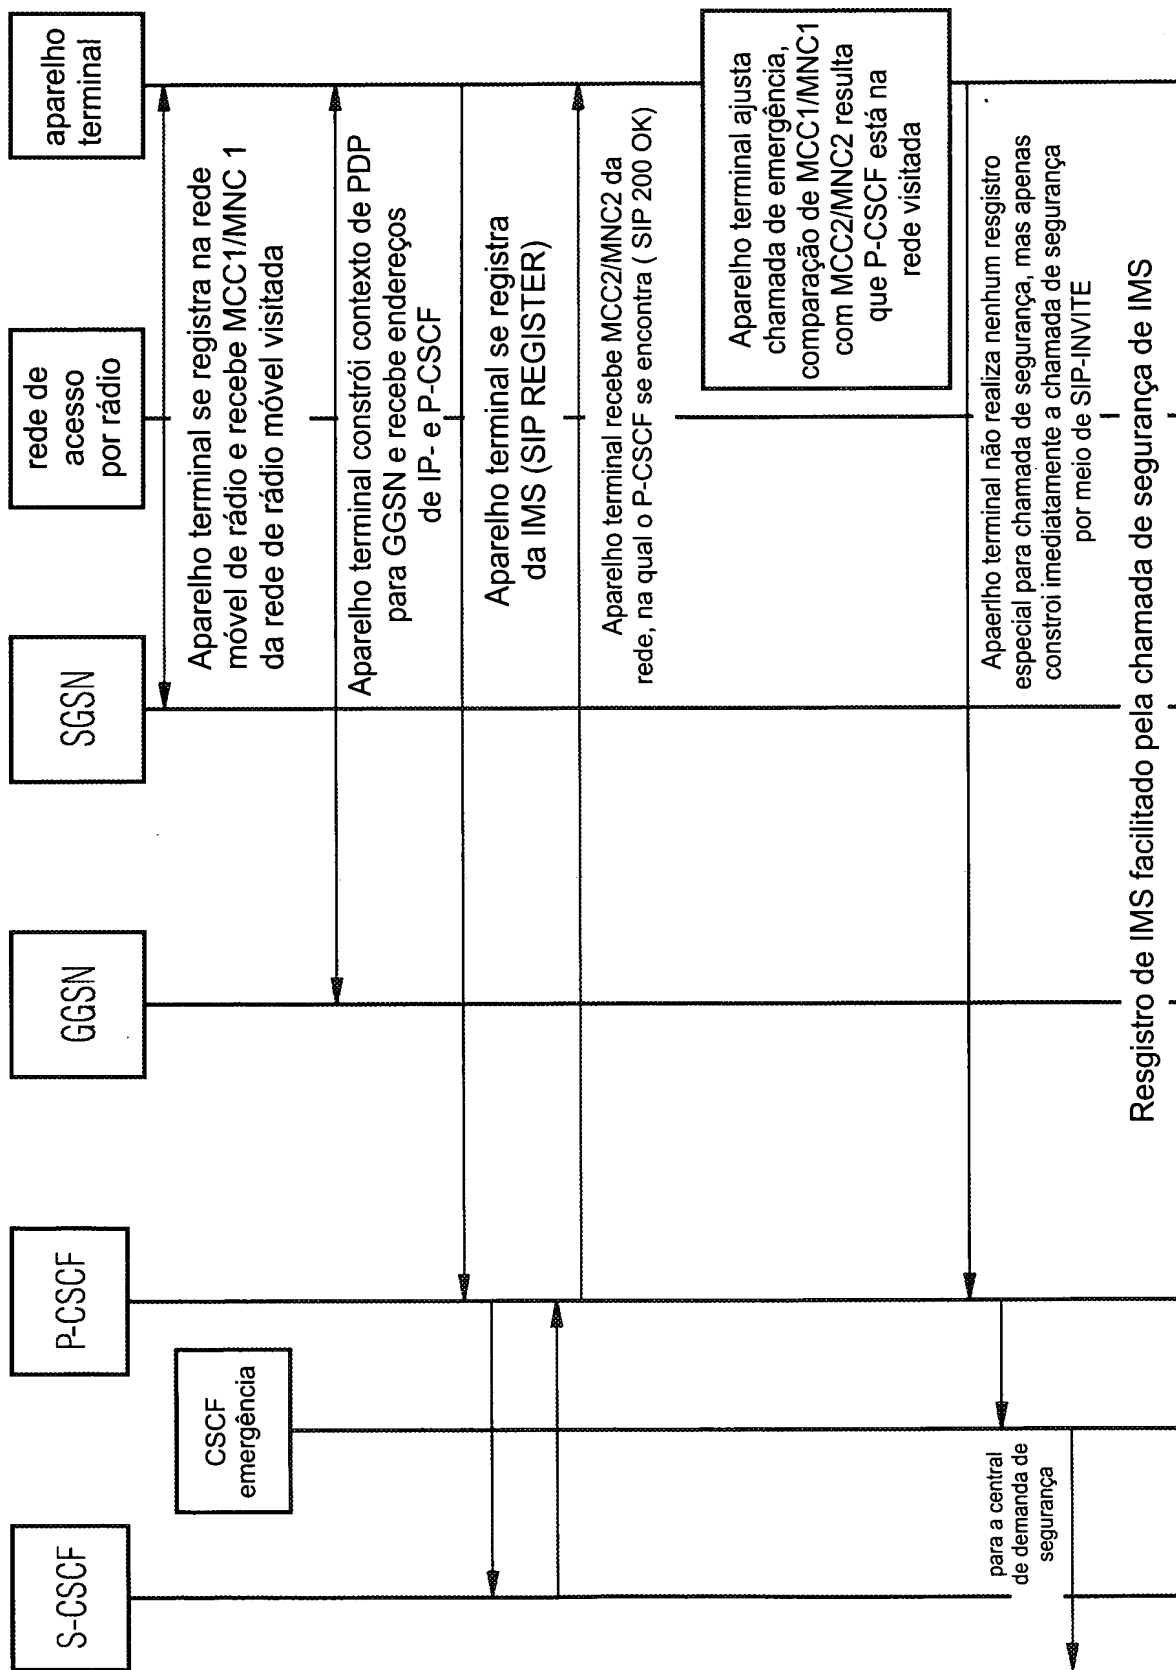 aparelho
terminal
rede de
acesso
por rádio
SGSN
GGSN
P-CSCF
CSCF
emergência
S-CSCF
Aparelho terminal se registra na rede
móvel de rádio e recebe MCC1/MNC 1
da rede de rádio móvel visitada
Aparelho terminal constrói contexto de PDP
para GGSN e recebe endereços
de IP- e P-CSCF
Aparelho terminal se registra
da IMS (SIP REGISTER)
Aparelho terminal recebe MCC2/MNC2 da
rede, na qual o P-CSCF se encontra ( SIP 200 OK)
Aparelho terminal ajusta
chamada de emergência,
comparação de MCC1/MNC1
com MCC2/MNC2 resulta
que P-CSCF está na
rede visitada
Apaerlho terminal não realiza nenhum resgistro
especial para chamada de segurança, mas apenas
constroi imediatamente a chamada de segurança
por meio de SIP-INVITE
para a central
de demanda de
segurança
Resgistro de IMS facilitado pela chamada de segurança de IMS